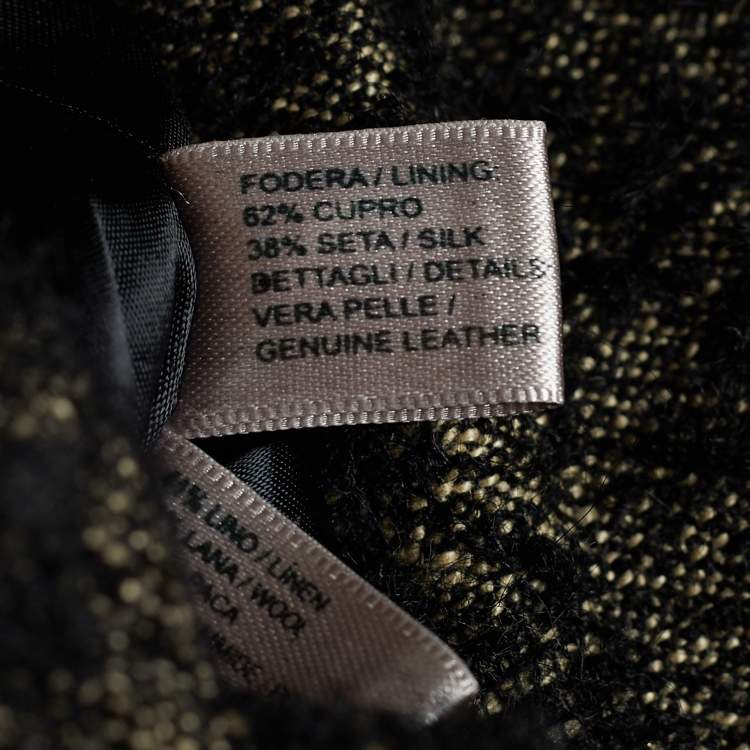 FODERA / LINING:
62% CUPRO
38% SETA / SILK
DETTAGLI / DETAILS:
VERA PELLE /
GENUINE LEATHER
% LINO / LINEN
LANA / WOOL